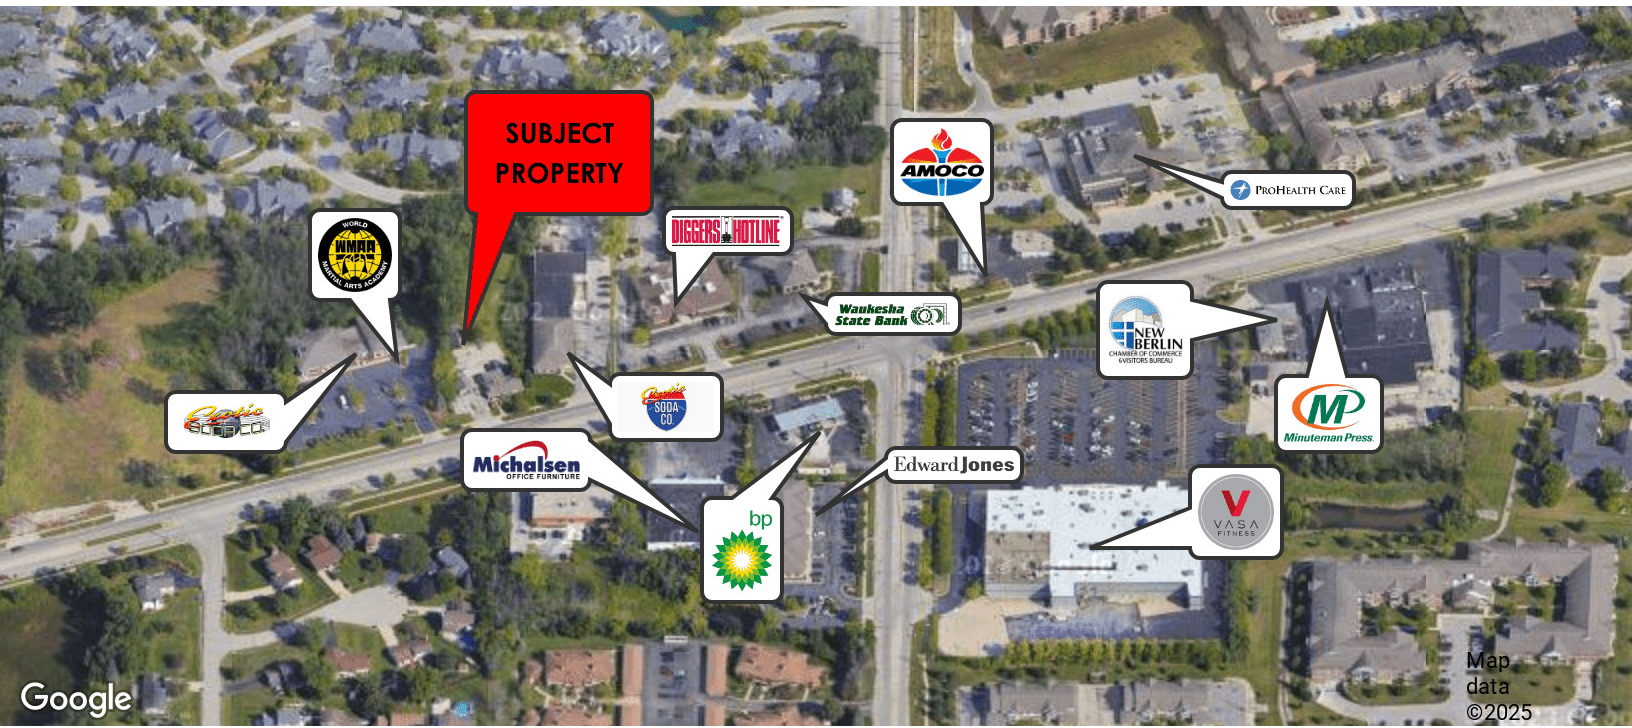 SUBJECT
PROPERTY
AMOCO
PROHEALTH CARE
WORLD
WMAA
MARTIAL ARTS ACADEMY
DIGGERS HOTLINE
Waukesha
State Bank
NEW
BERLIN
CHAMBER OF COMMERCE
&VISITORS BUREAU
Exotic
SODA
CO.
Minuteman Press
Michalsen
OFFICE FURNITURE
Edward Jones
bp
VASA
FITNESS
Google
Map
data
©2025